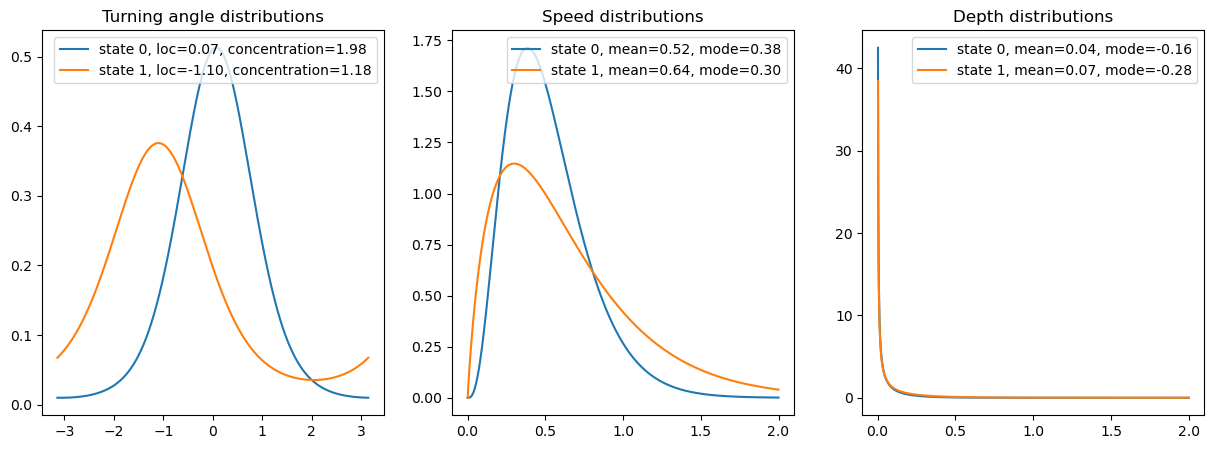 Turning angle distributions
state 0, loc=0.07, concentration=1.98
state 1, loc=-1.10, concentration=1.18
0.5
0.4
0.3
0.2
0.1
0.0
−3 −2 −1 0 1 2 3
Speed distributions
state 0, mean=0.52, mode=0.38
state 1, mean=0.64, mode=0.30
1.75
1.50
1.25
1.00
0.75
0.50
0.25
0.00
0.0 0.5 1.0 1.5 2.0
Depth distributions
state 0, mean=0.04, mode=-0.16
state 1, mean=0.07, mode=-0.28
40
30
20
10
0
0.0 0.5 1.0 1.5 2.0